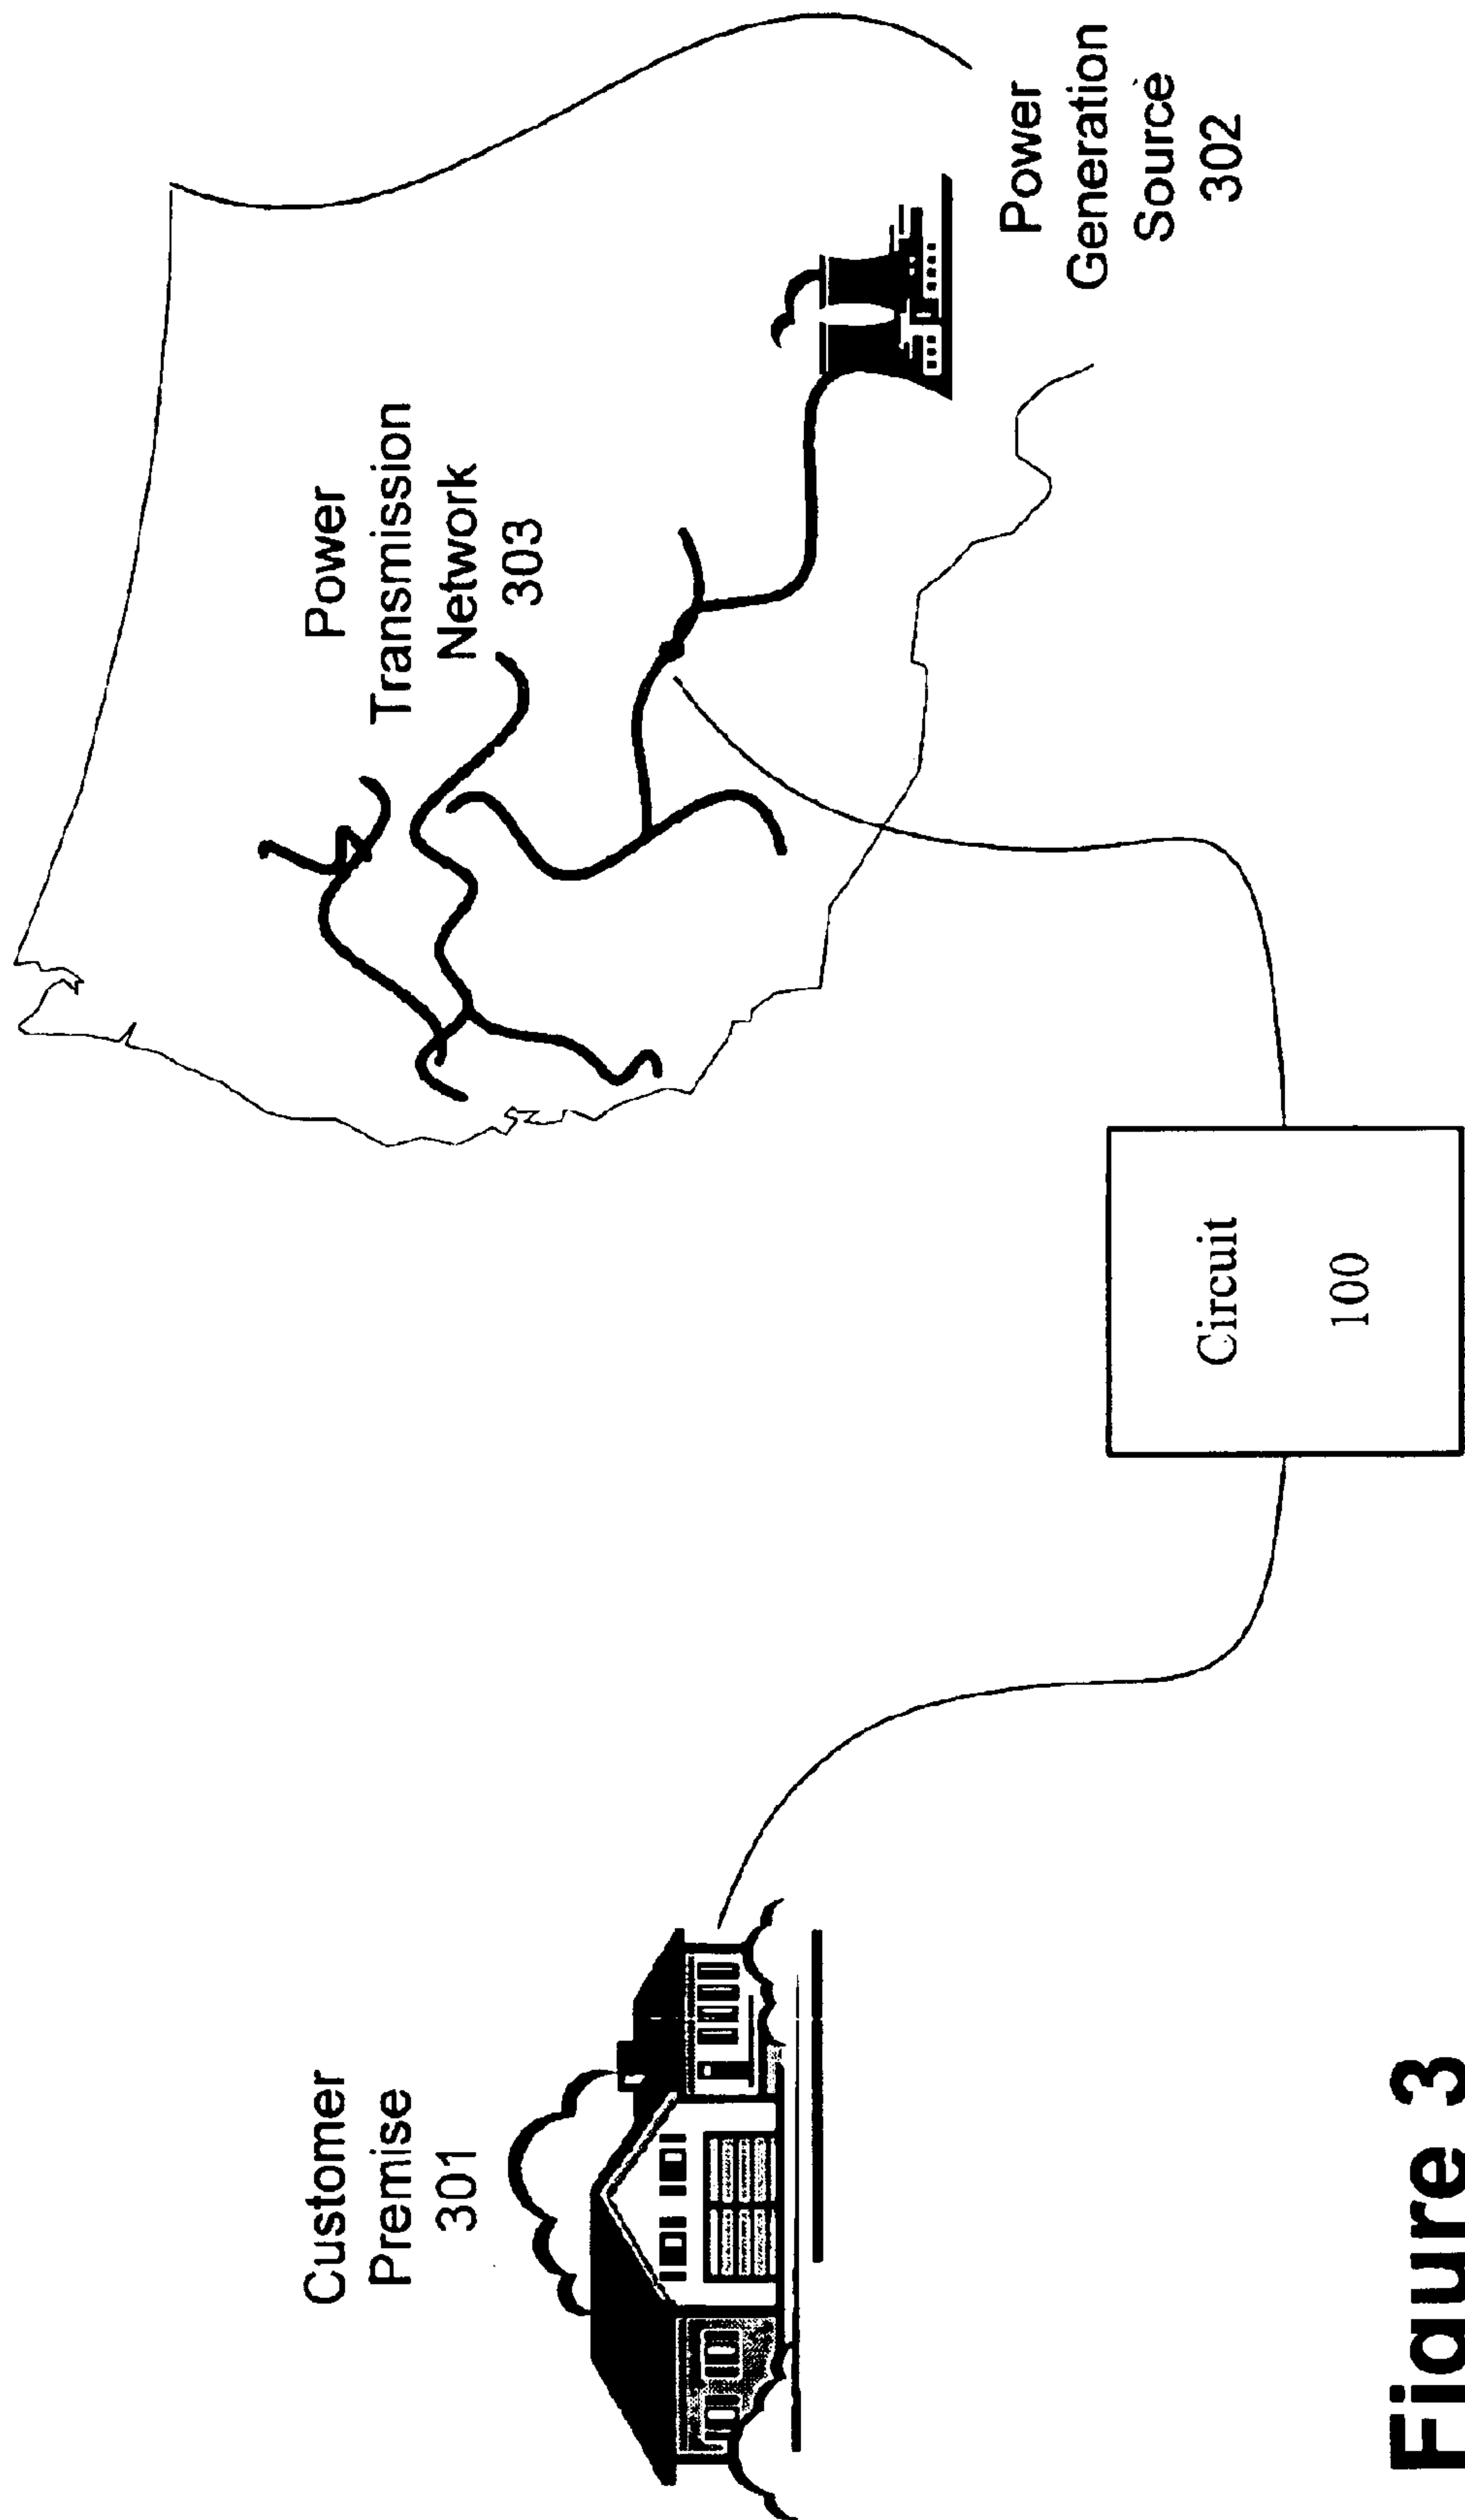 Customer
Premise
301
Power
Transmission
Network
303
Power
Generation
Source
302
Circuit
100
Figure 3